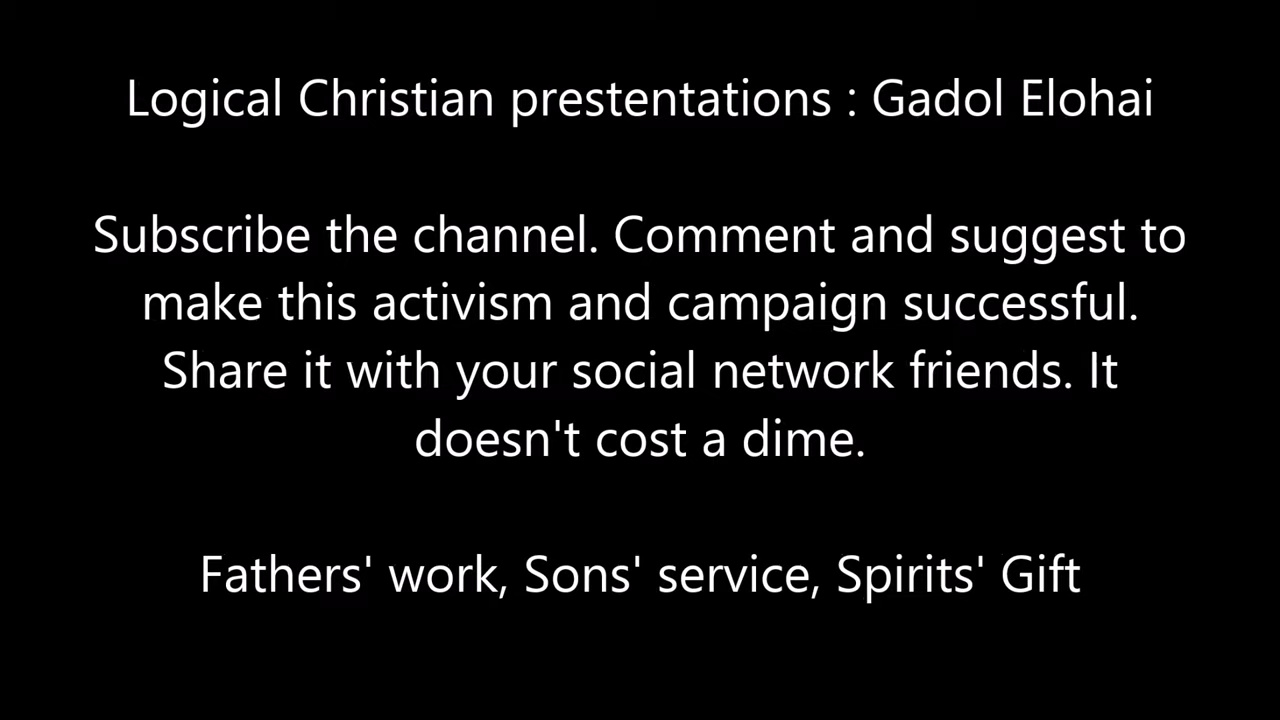 Logical Christian prestentations : Gadol Elohai
Subscribe the channel. Comment and suggest to
make this activism and campaign successful.
Share it with your social network friends. It
doesn't cost a dime.
Fathers' work, Sons' service, Spirits' Gift